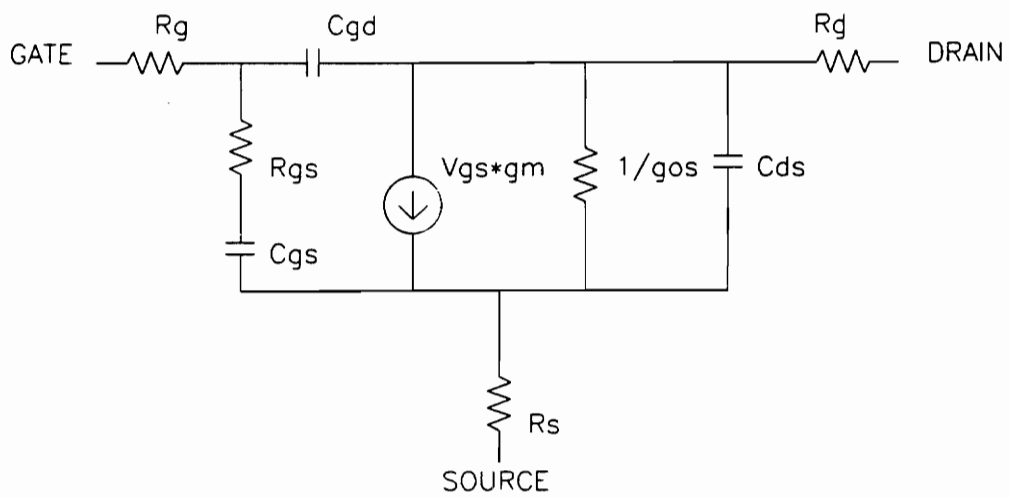 Rg
Cgd
Rd
GATE
DRAIN
Rgs
Vgs*gm
1/gos
Cds
Cgs
Rs
SOURCE